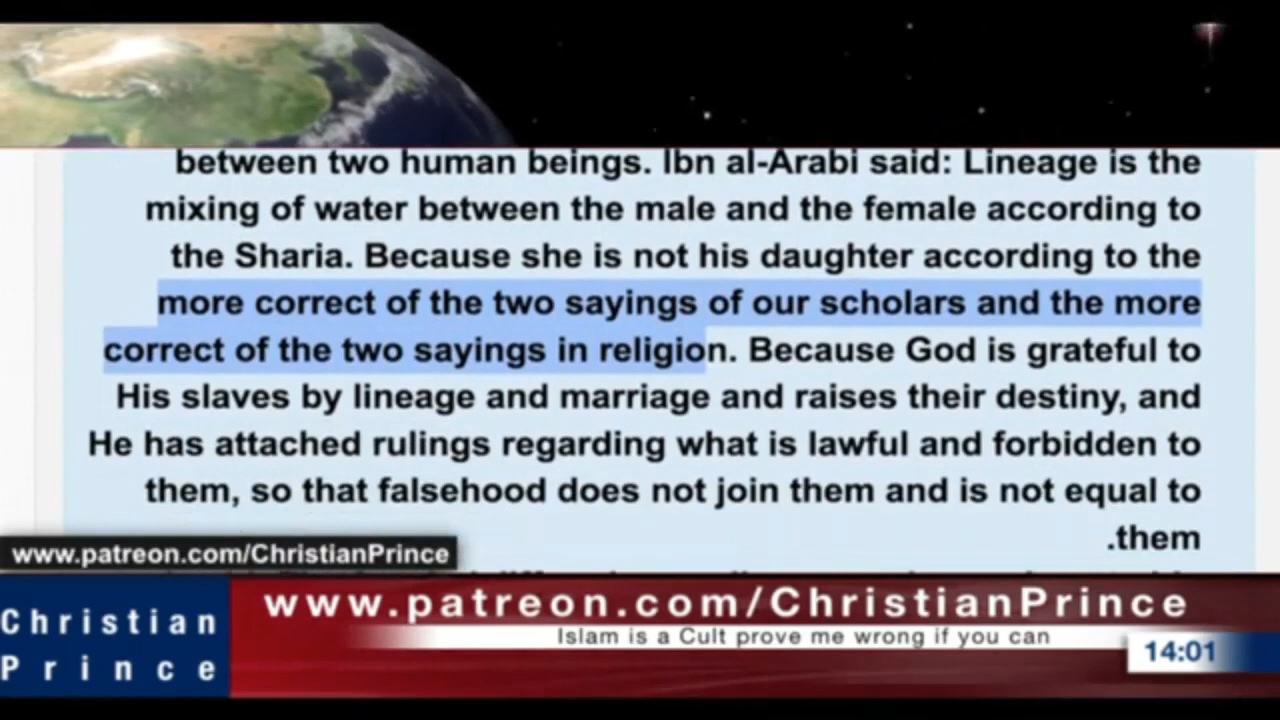 between two human beings. Ibn al-Arabi said: Lineage is the
mixing of water between the male and the female according to
the Sharia. Because she is not his daughter according to the
more correct of the two sayings of our scholars and the more
correct of the two sayings in religion. Because God is grateful to
His slaves by lineage and marriage and raises their destiny, and
He has attached rulings regarding what is lawful and forbidden to
them, so that falsehood does not join them and is not equal to
.them
www.patreon.com/ChristianPrince
www.patreon.com/ChristianPrince
Islam is a Cult prove me wrong if you can
Christian
Prince
14:01